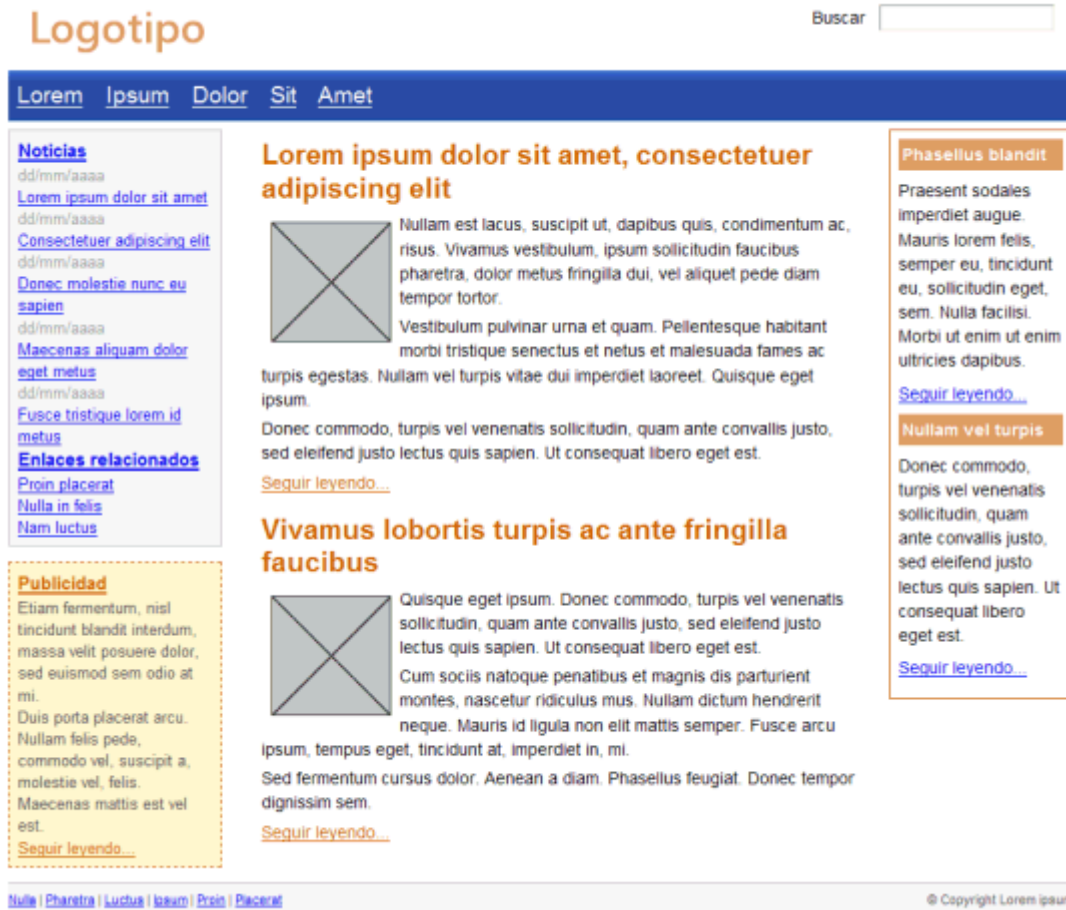 Logotipo
Buscar
Lorem Ipsum Dolor Sit Amet
Noticias
dd/mm/aaaa
Lorem ipsum dolor sit amet
dd/mm/aaaa
Consectetuer adipiscing elit
dd/mm/aaaa
Donec molestie nunc eu
sapien
dd/mm/aaaa
Maecenas aliquam dolor
eget metus
dd/mm/aaaa
Fusce tristique lorem id
metus
Enlaces relacionados
Proin placerat
Nulla in felis
Nam luctus
Publicidad
Etiam fermentum, nisl
tincidunt blandit interdum,
massa velit posuere dolor,
sed euismod sem odio at
mi.
Duis porta placerat arcu.
Nullam felis pede,
commodo vel, suscipit a,
molestie vel, felis.
Maecenas mattis est vel
est.
Seguir leyendo...
Lorem ipsum dolor sit amet, consectetuer
adipiscing elit
Nullam est lacus, suscipit ut, dapibus quis, condimentum ac,
risus. Vivamus vestibulum, ipsum sollicitudin faucibus
pharetra, dolor metus fringilla dui, vel aliquet pede diam
tempor tortor.
Vestibulum pulvinar urna et quam. Pellentesque habitant
morbi tristique senectus et netus et malesuada fames ac
turpis egestas. Nullam vel turpis vitae dui imperdiet laoreet. Quisque eget
ipsum.
Donec commodo, turpis vel venenatis sollicitudin, quam ante convallis justo,
sed eleifend justo lectus quis sapien. Ut consequat libero eget est.
Seguir leyendo...
Vivamus lobortis turpis ac ante fringilla
faucibus
Quisque eget ipsum. Donec commodo, turpis vel venenatis
sollicitudin, quam ante convallis justo, sed eleifend justo
lectus quis sapien. Ut consequat libero eget est.
Cum sociis natoque penatibus et magnis dis parturient
montes, nascetur ridiculus mus. Nullam dictum hendrerit
neque. Mauris id ligula non elit mattis semper. Fusce arcu
ipsum, tempus eget, tincidunt at, imperdiet in, mi.
Sed fermentum cursus dolor. Aenean a diam. Phasellus feugiat. Donec tempor
dignissim sem.
Seguir leyendo...
Phasellus blandit
Praesent sodales
imperdiet augue.
Mauris lorem felis,
semper eu, tincidunt
eu, sollicitudin eget,
sem. Nulla facilisi.
Morbi ut enim ut enim
ultricies dapibus.
Seguir leyendo...
Nullam vel turpis
Donec commodo,
turpis vel venenatis
sollicitudin, quam
ante convallis justo,
sed eleifend justo
lectus quis sapien. Ut
consequat libero
eget est.
Seguir leyendo...
Nulla | Pharetra | Luctus | Ipsum | Proin | Placerat
© Copyright Lorem ipsu